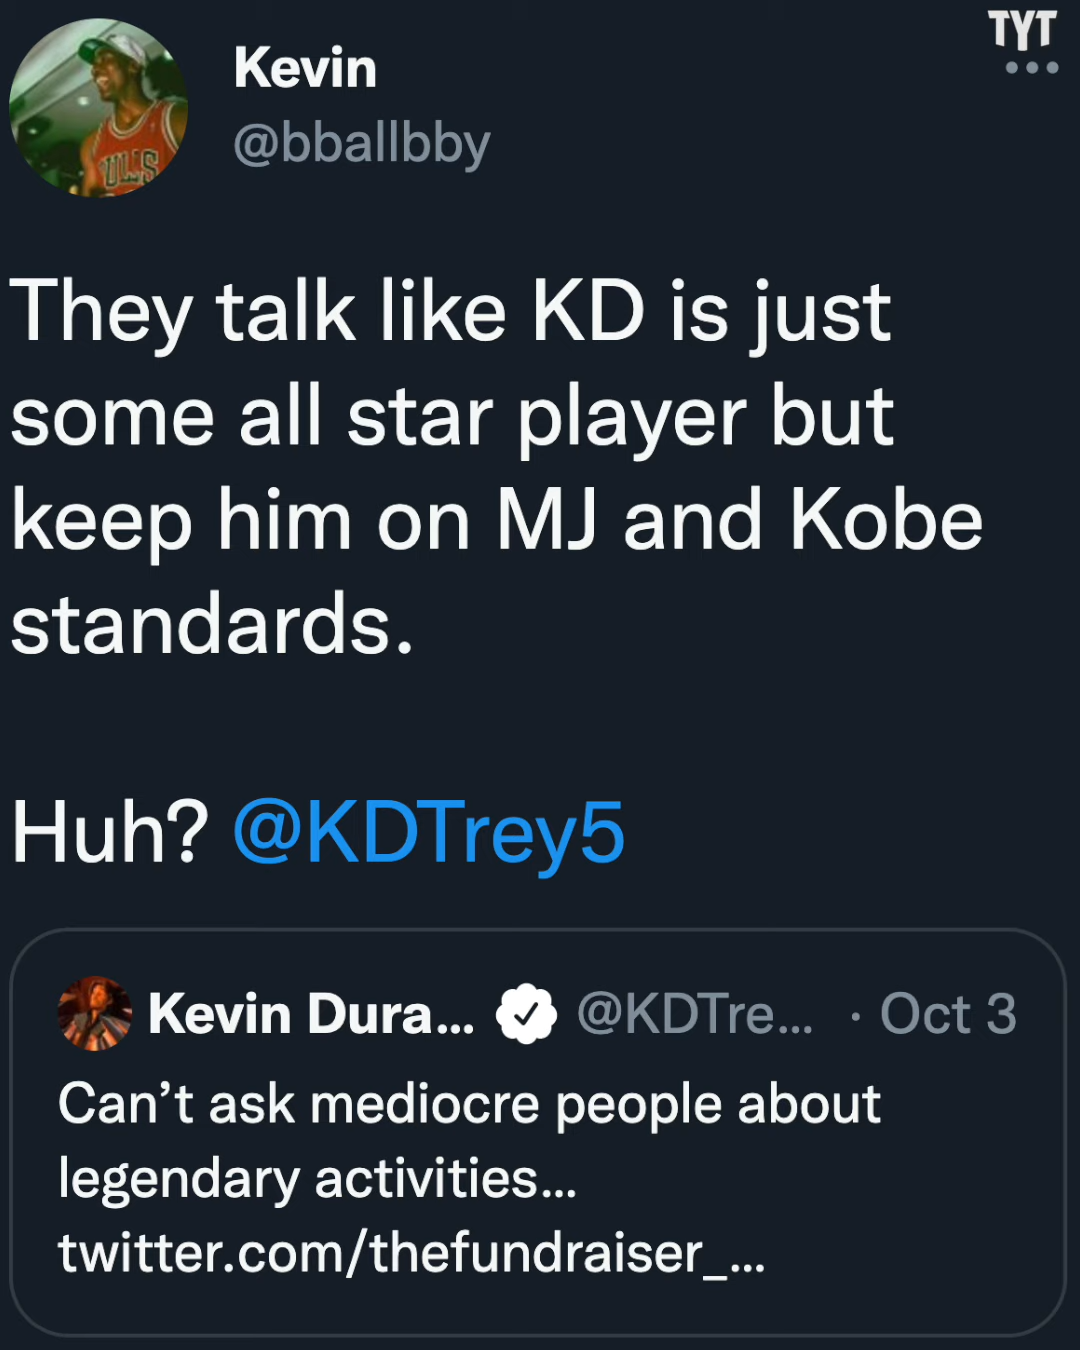 TYT
Kevin
@bballbby
ULLS
They talk like KD is just
some all star player but
keep him on MJ and Kobe
standards.
Huh? @KDTrey5
Kevin Dura... @KDTre... · Oct 3
Can’t ask mediocre people about
legendary activities...
twitter.com/thefundraiser_...